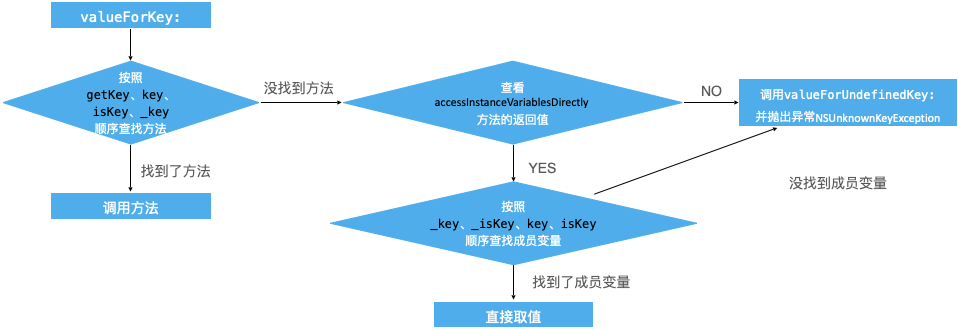 valueForKey:
按照
getKey、key、
isKey、_key
顺序查找方法
没找到方法
查看
accessInstanceVariablesDirectly
方法的返回值
NO
调用valueForUndefinedKey:
并抛出异常NSUnknownKeyException
找到了方法
调用方法
YES
没找到成员变量
按照
_key、_isKey、key、isKey
顺序查找成员变量
找到了成员变量
直接取值